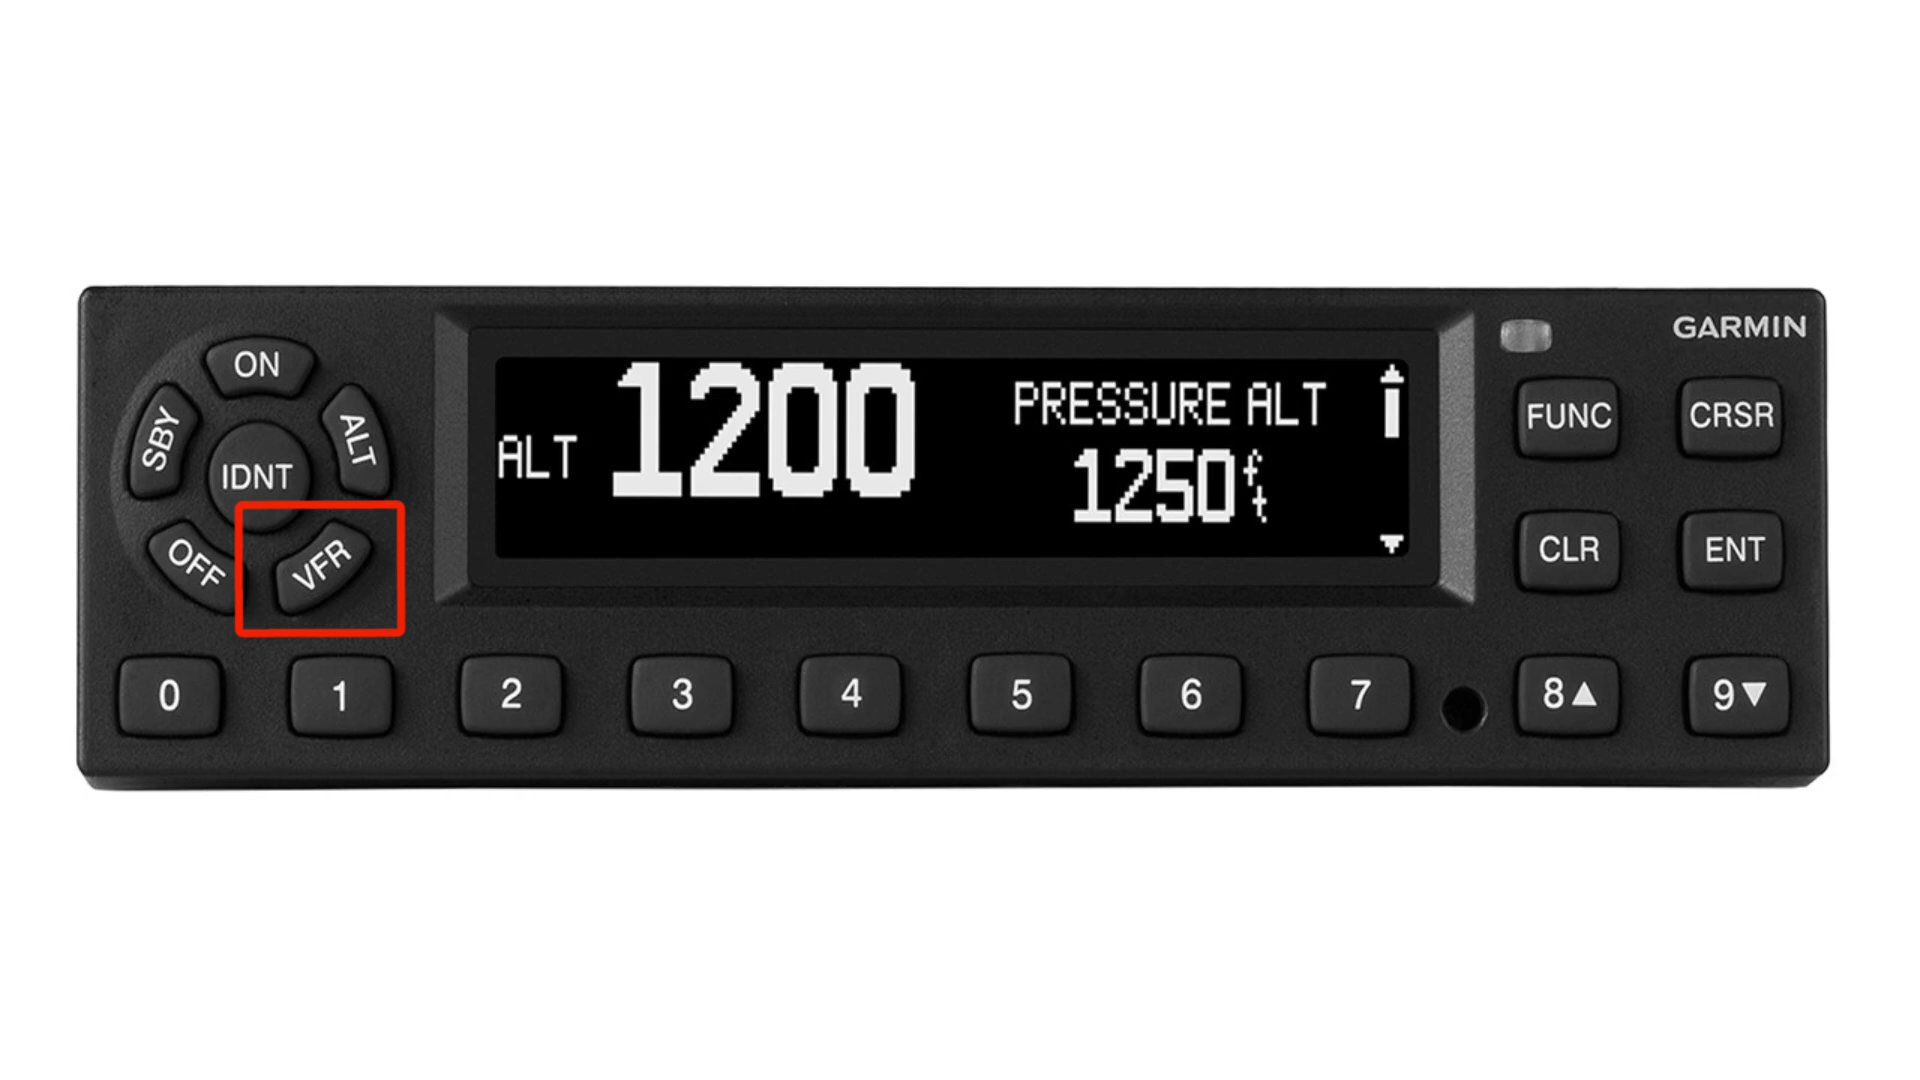 GARMIN
ON
SBY
ALT
IDNT
OFF
VFR
ALT 1200
PRESSURE ALT
1250 ft
FUNC CRSR
CLR ENT
0 1 2 3 4 5 6 7 8▲ 9▼